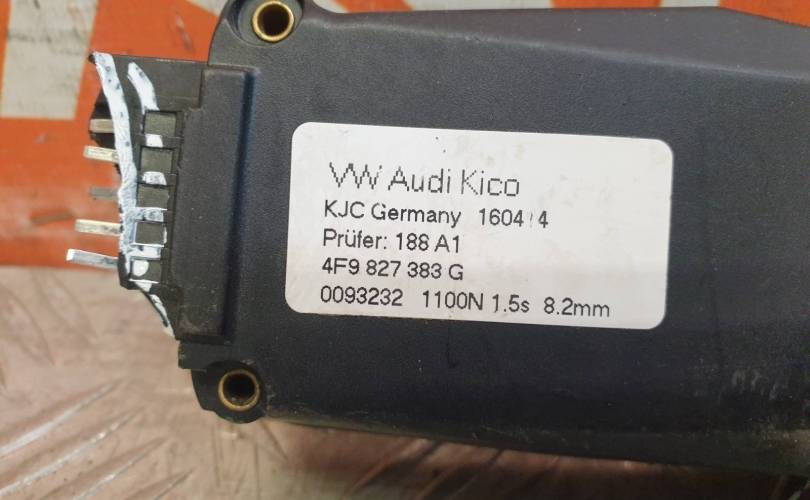 VW Audi Kico
KJC Germany 1604 4
Prüfer: 188 A1
4F9 827 383 G
0093232 1100N 1.5s 8.2mm